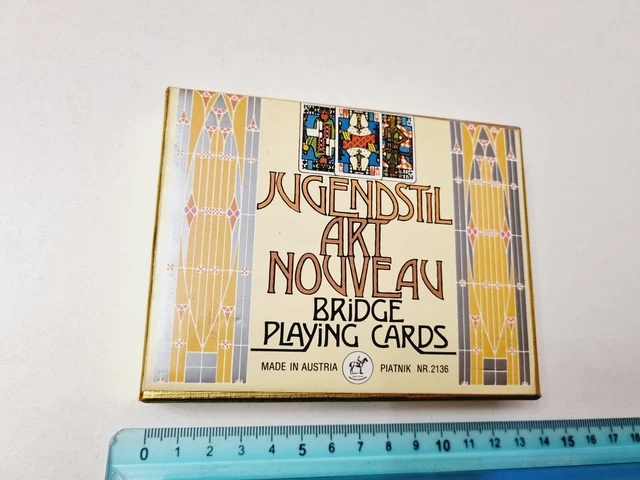 JUGENDSTIL
ART
NOUVEAU
BRIDGE
PLAYING CARDS
MADE IN AUSTRIA PIATNIK NR.2136
0 1 2 3 4 5 6 7 8 9 10 11 12 13 14 15 16 17 18